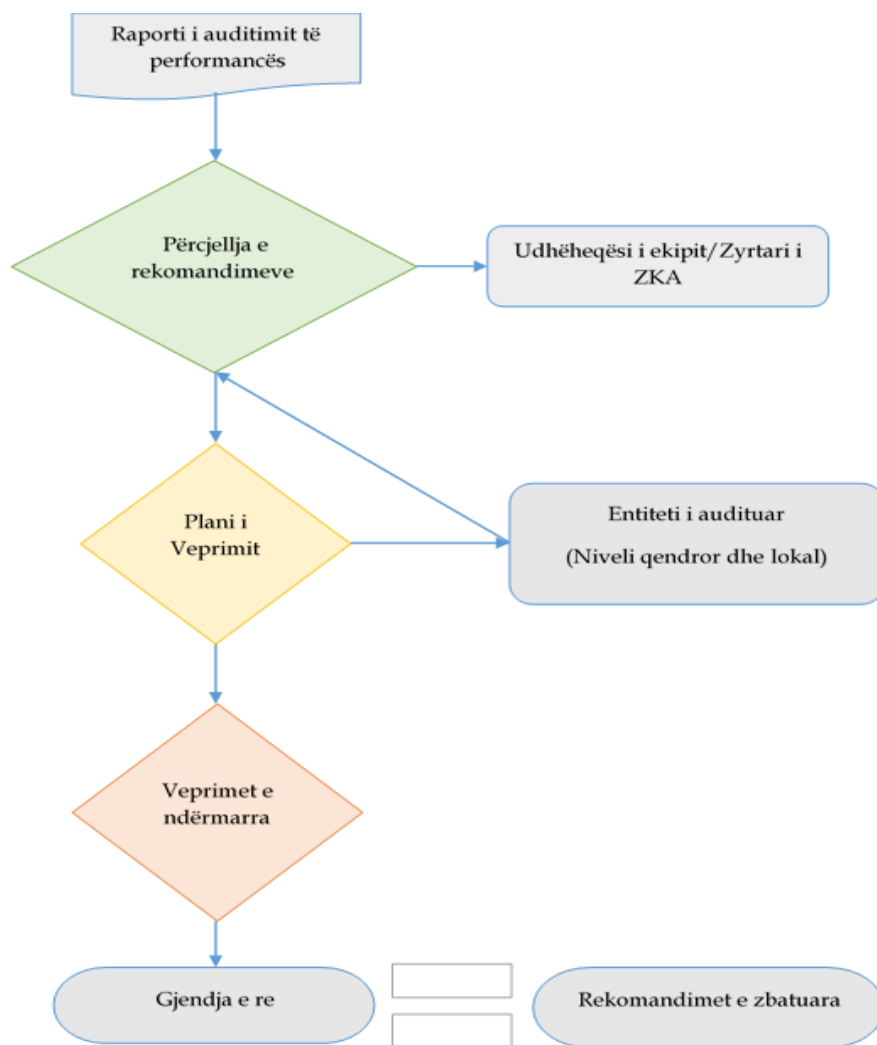 Raporti i auditimit të
performancës
Përcjellja e
rekomandimeve
Udhëheqësi i ekipit/Zyrtari i
ZKA
Plani i
Veprimit
Entiteti i audituar
(Niveli qendror dhe lokal)
Veprimet e
ndërmarra
Gjendja e re
Rekomandimet e zbatuara